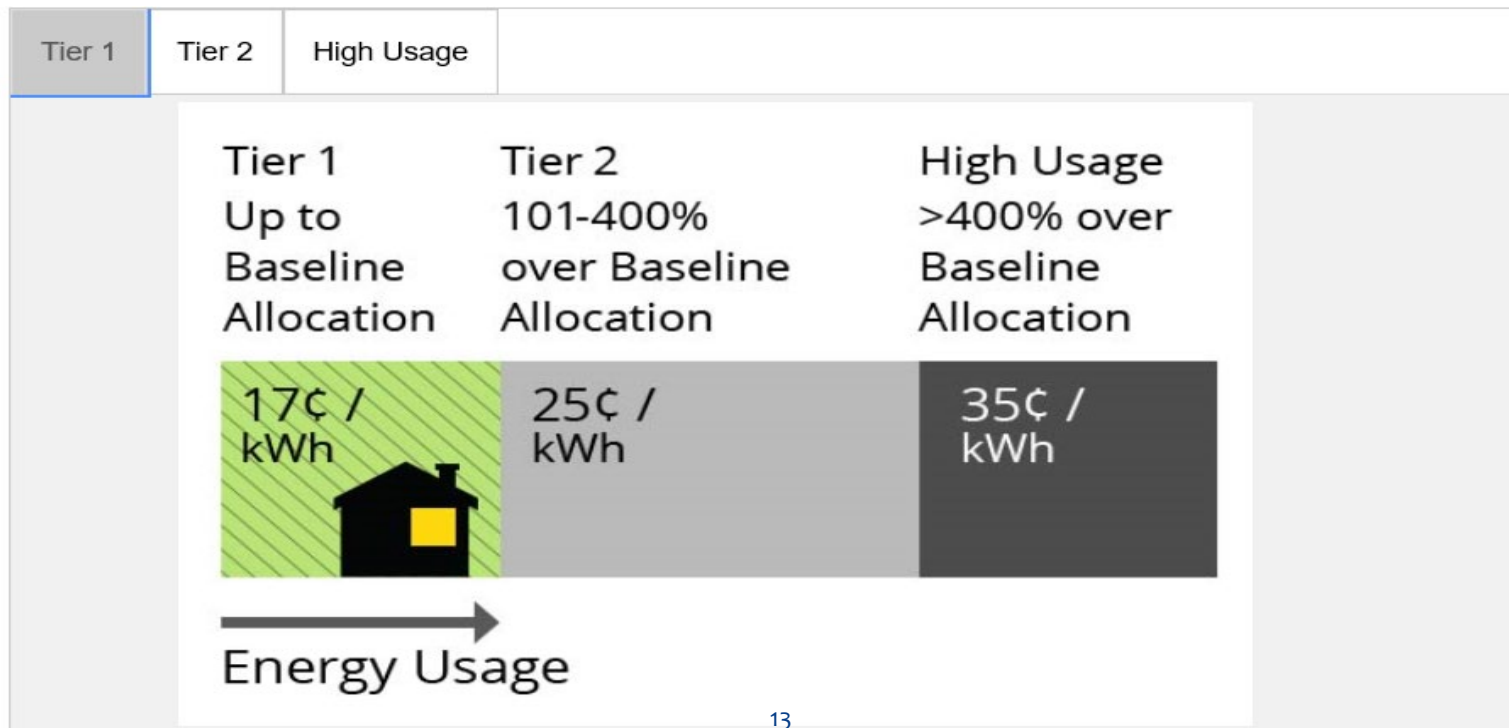 Tier 1
Tier 2
High Usage
Tier 1
Up to
Baseline
Allocation
Tier 2
101-400%
over Baseline
Allocation
High Usage
>400% over
Baseline
Allocation
17¢ /
kWh
25¢ /
kWh
35¢ /
kWh
Energy Usage
13